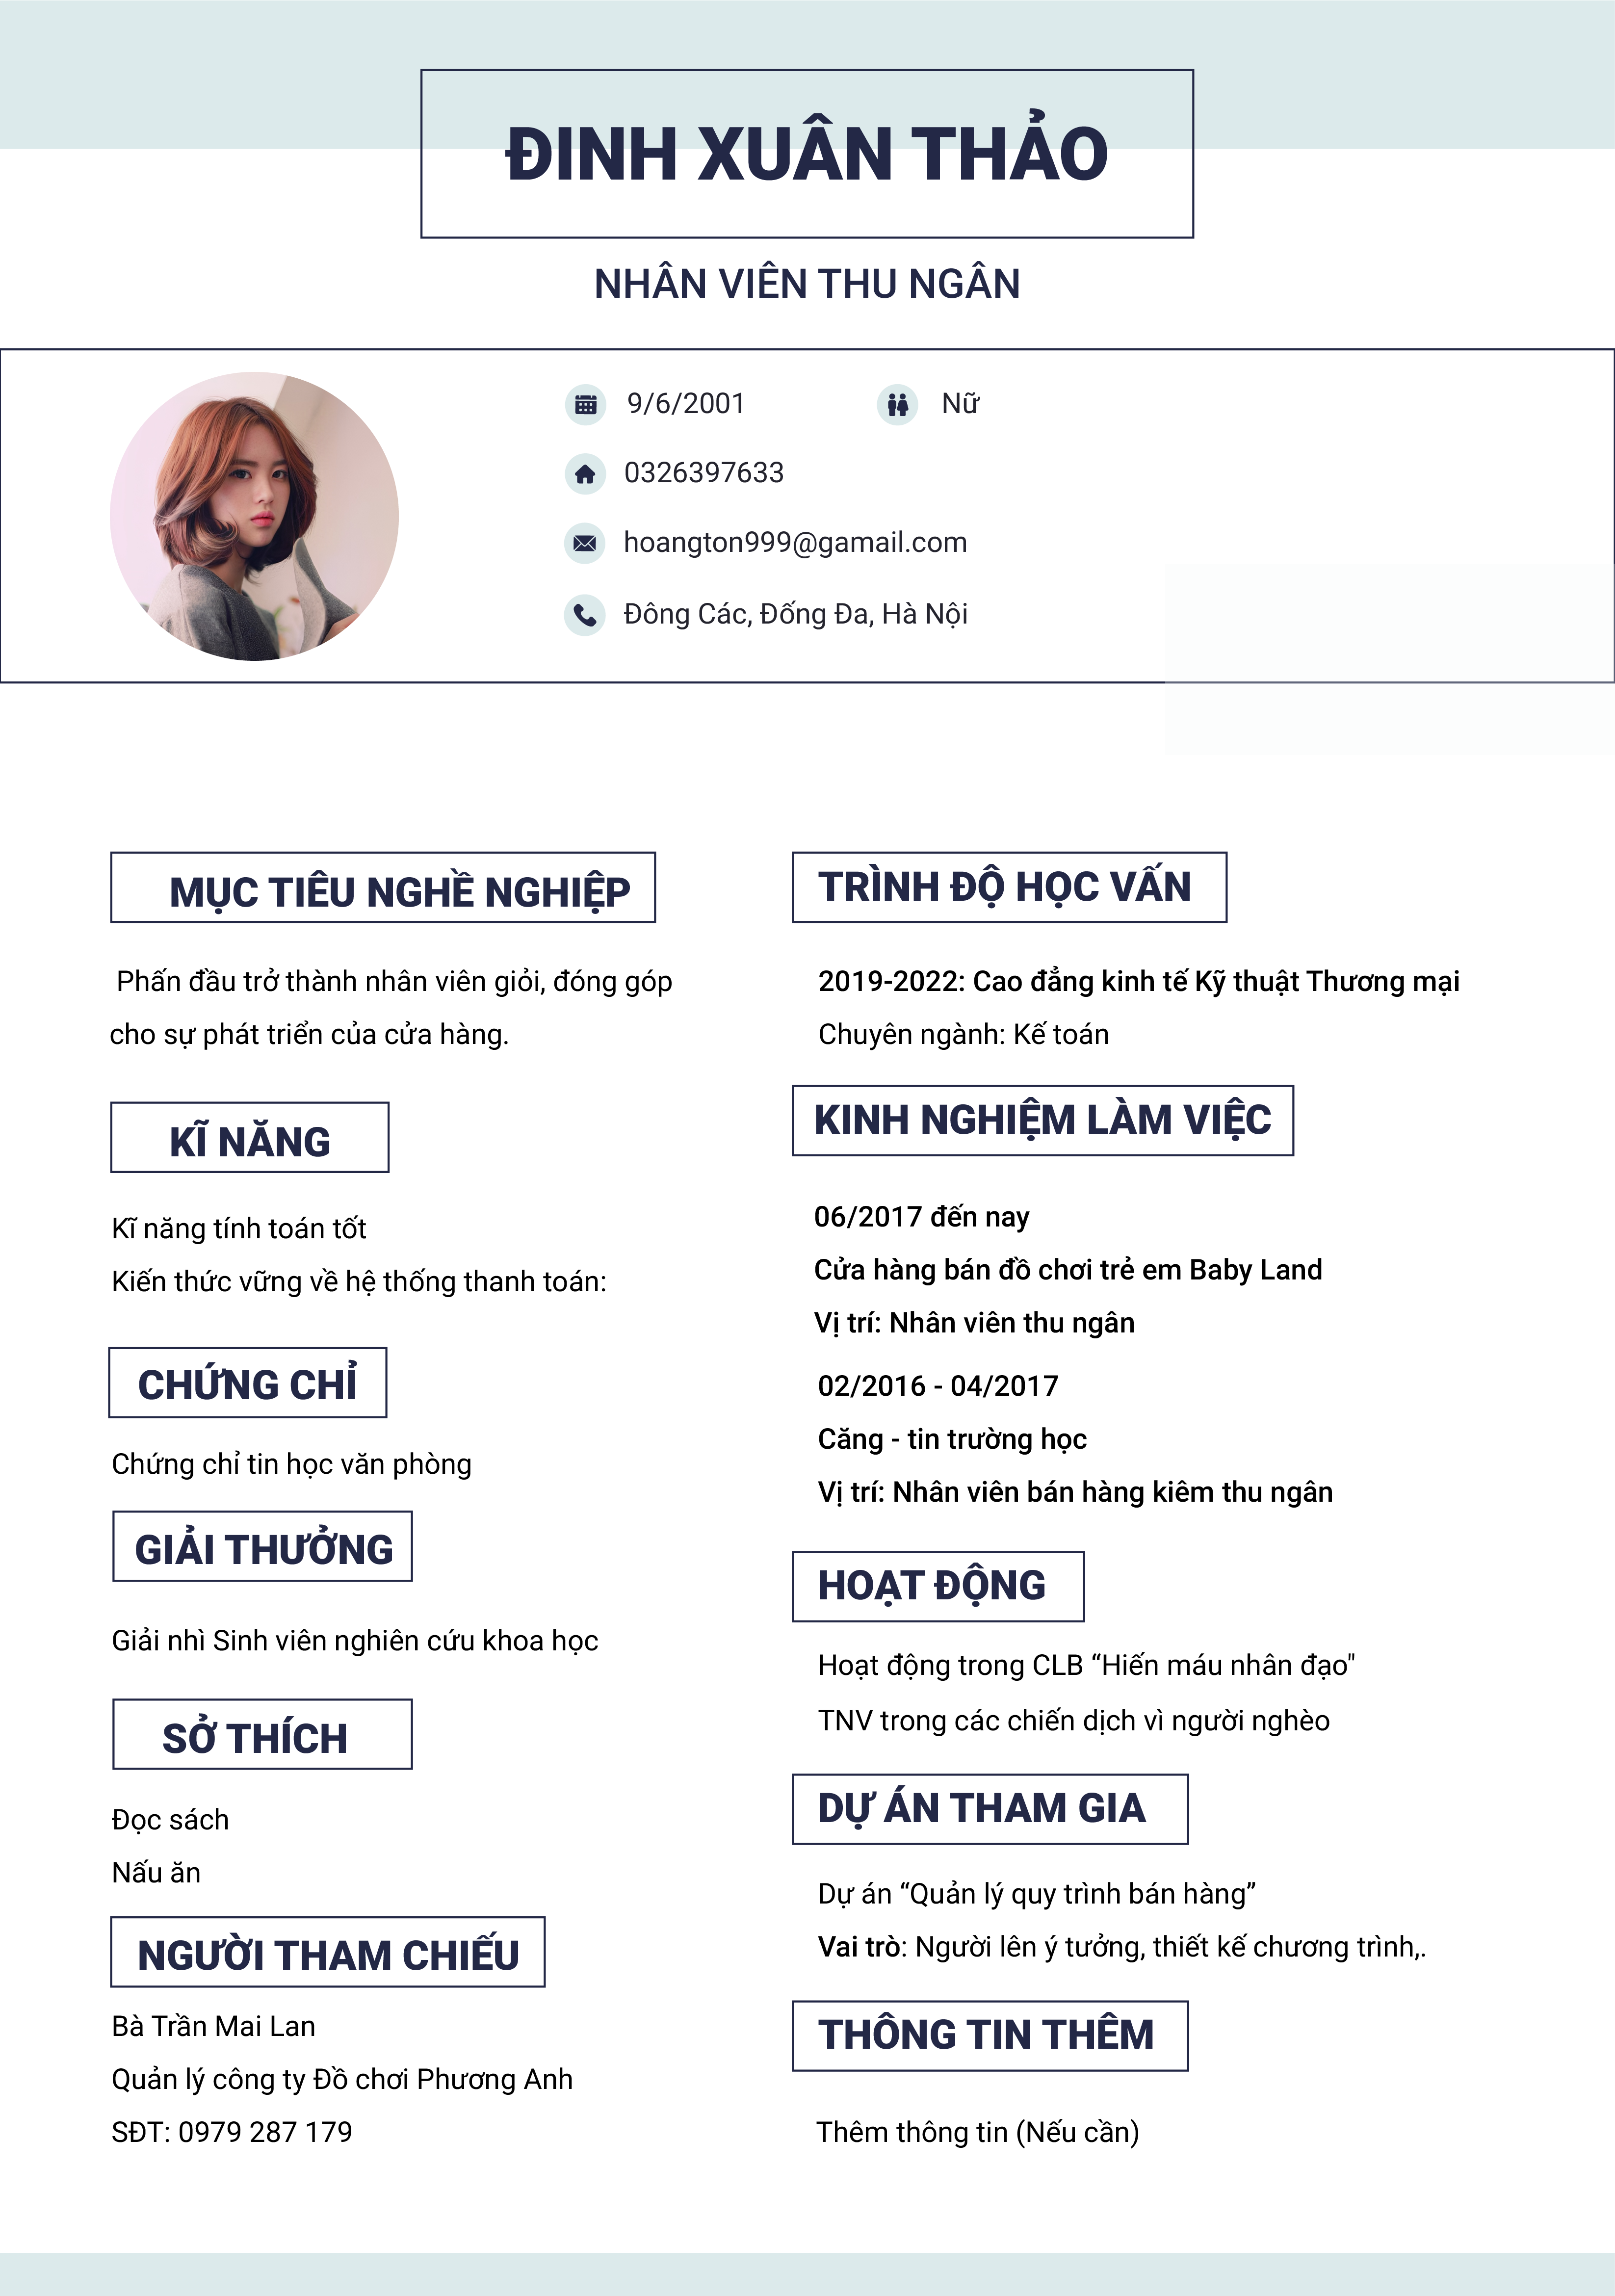 ĐINH XUÂN THẢO
NHÂN VIÊN THU NGÂN
9/6/2001
Nữ
0326397633
hoangton999@gamail.com
Đông Các, Đống Đa, Hà Nội
MỤC TIÊU NGHỀ NGHIỆP
Phấn đầu trở thành nhân viên giỏi, đóng góp
cho sự phát triển của cửa hàng.
KĨ NĂNG
Kĩ năng tính toán tốt
Kiến thức vững về hệ thống thanh toán:
CHỨNG CHỈ
Chứng chỉ tin học văn phòng
GIẢI THƯỞNG
Giải nhì Sinh viên nghiên cứu khoa học
SỞ THÍCH
Đọc sách
Nấu ăn
NGƯỜI THAM CHIẾU
Bà Trần Mai Lan
Quản lý công ty Đồ chơi Phương Anh
SĐT: 0979 287 179
TRÌNH ĐỘ HỌC VẤN
2019-2022: Cao đẳng kinh tế Kỹ thuật Thương mại
Chuyên ngành: Kế toán
KINH NGHIỆM LÀM VIỆC
06/2017 đến nay
Cửa hàng bán đồ chơi trẻ em Baby Land
Vị trí: Nhân viên thu ngân
02/2016 - 04/2017
Căng - tin trường học
Vị trí: Nhân viên bán hàng kiêm thu ngân
HOẠT ĐỘNG
Hoạt động trong CLB “Hiến máu nhân đạo"
TNV trong các chiến dịch vì người nghèo
DỰ ÁN THAM GIA
Dự án “Quản lý quy trình bán hàng”
Vai trò: Người lên ý tưởng, thiết kế chương trình,.
THÔNG TIN THÊM
Thêm thông tin (Nếu cần)